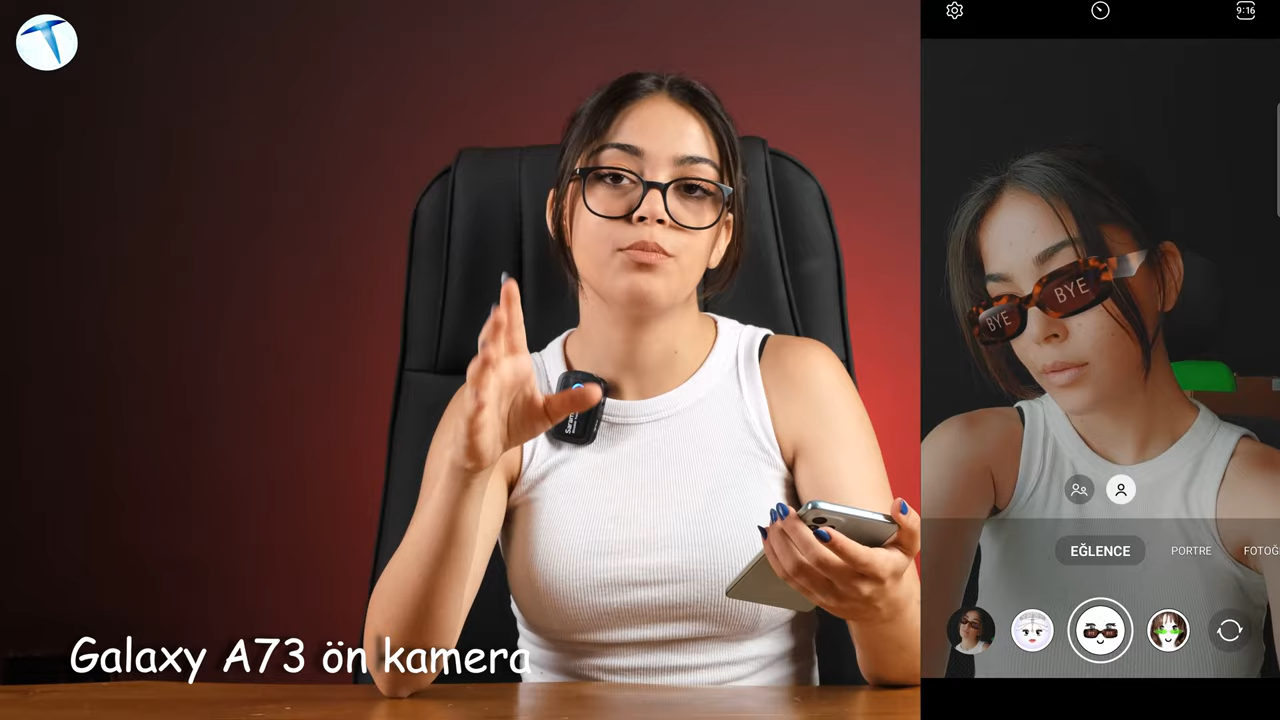 9:16
BYE
BYE
EĞLENCE
PORTRE
FOTOĞ
Galaxy A73 ön kamera